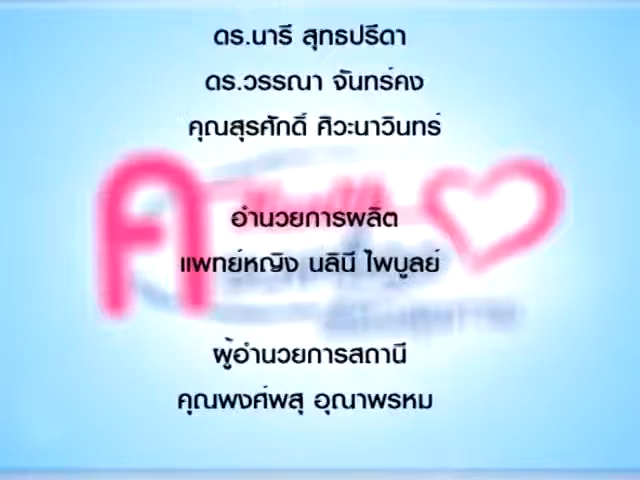 ดร.นารี สุทธปรีดา
ดร.วรรณา จันทร์คง
คุณสุรศักดิ์ ศิวะนาวินทร์
อำนวยการผลิต
แพทย์หญิง นลินี ไพบูลย์
ผู้อำนวยการสถานี
คุณพงศ์พสุ อุณาพรหม